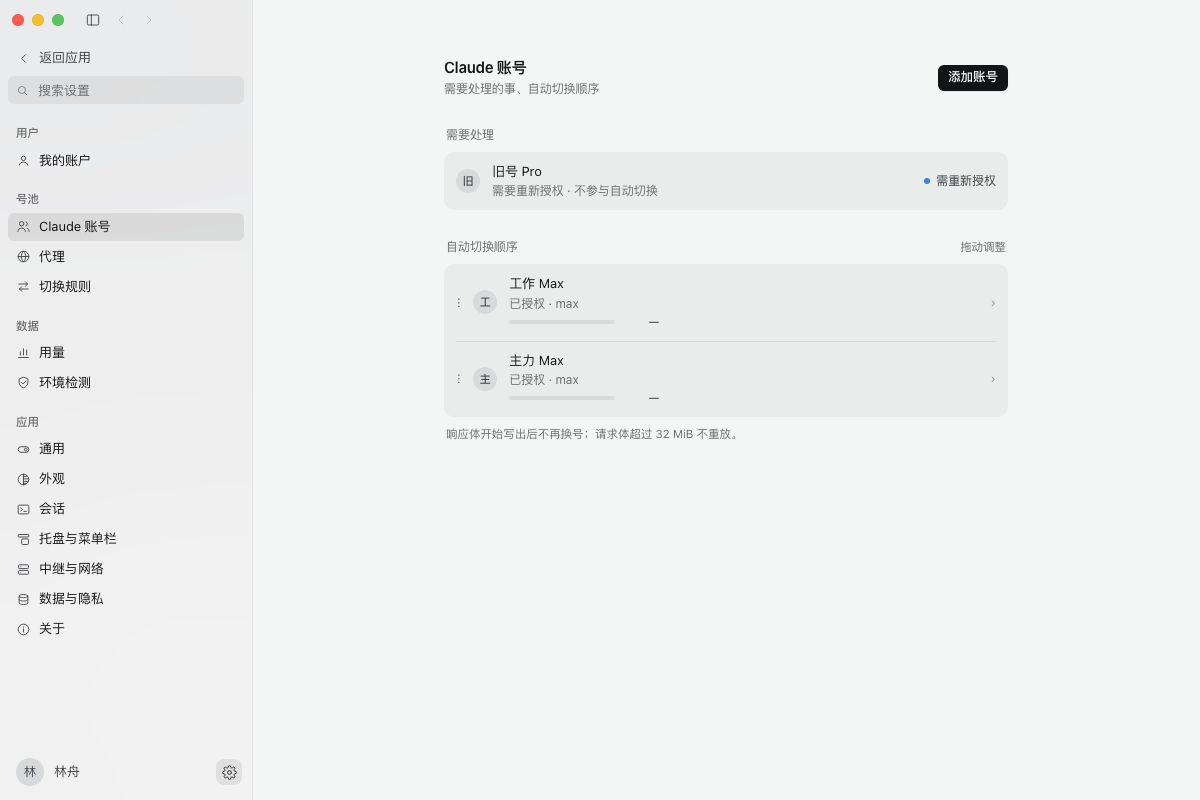 返回应用
搜索设置
用户
我的账户
号池
Claude 账号
代理
切换规则
数据
用量
环境检测
应用
通用
外观
会话
托盘与菜单栏
中继与网络
数据与隐私
关于
林 林舟
Claude 账号
需要处理的事、自动切换顺序
添加账号
需要处理
旧
旧号 Pro
需要重新授权 · 不参与自动切换
需重新授权
自动切换顺序
拖动调整
工
工作 Max
已授权 · max
—
主
主力 Max
已授权 · max
—
响应体开始写出后不再换号；请求体超过 32 MiB 不重放。